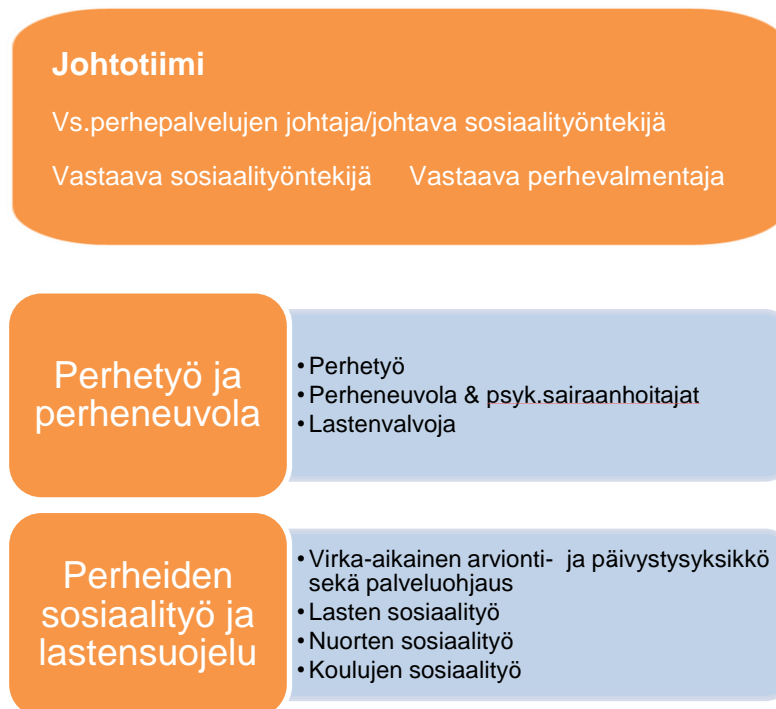 Johtotiimi
Vs.perhepalvelujen johtaja/johtava sosiaalityöntekijä
Vastaava sosiaalityöntekijä Vastaava perhevalmentaja
Perhetyö ja
perheneuvola
• Perhetyö
• Perheneuvola & psyk.sairaanhoitajat
• Lastenvalvoja
Perheiden
sosiaalityö ja
lastensuojelu
• Virka-aikainen arvionti- ja päivystysyksikkö
sekä palveluohjaus
• Lasten sosiaalityö
• Nuorten sosiaalityö
• Koulujen sosiaalityö